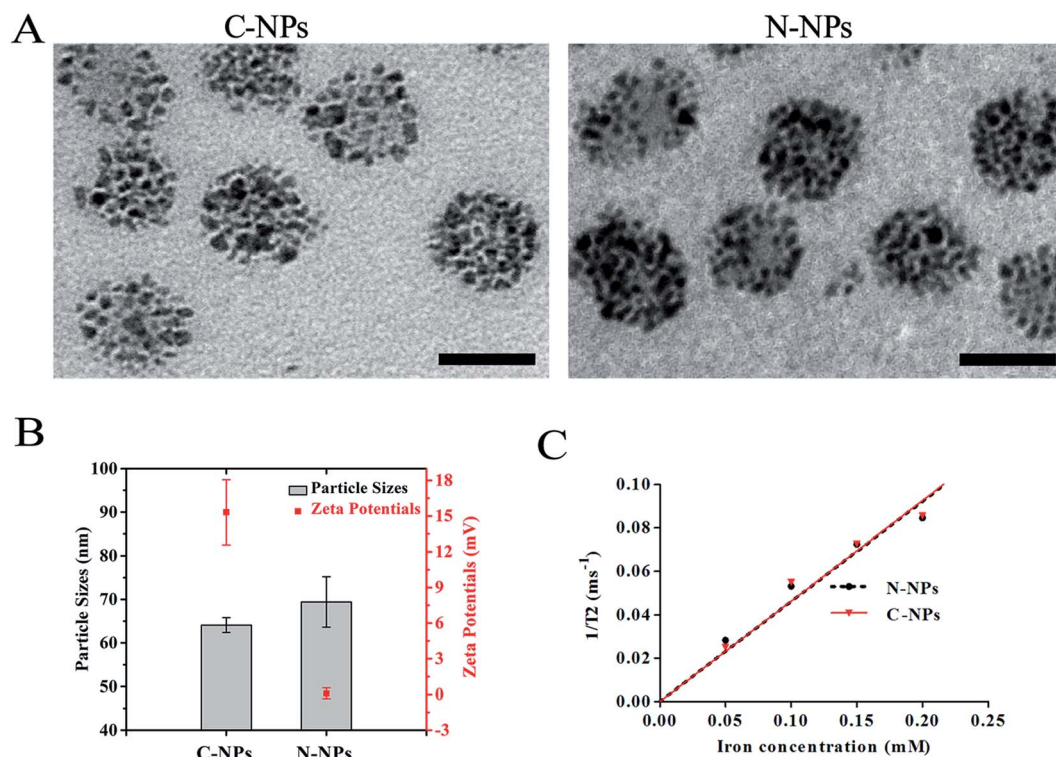 A
C-NPs
N-NPs
B
Particle Sizes (nm)
100
90
80
70
60
50
40
Particle Sizes
Zeta Potentials
18
15
12
9
6
3
0
-3
Zeta Potentials (mV)
C-NPs
N-NPs
C
1/T2 (ms⁻¹)
0.10
0.08
0.06
0.04
0.02
0.00
N-NPs
C-NPs
0.00
0.05
0.10
0.15
0.20
0.25
Iron concentration (mM)